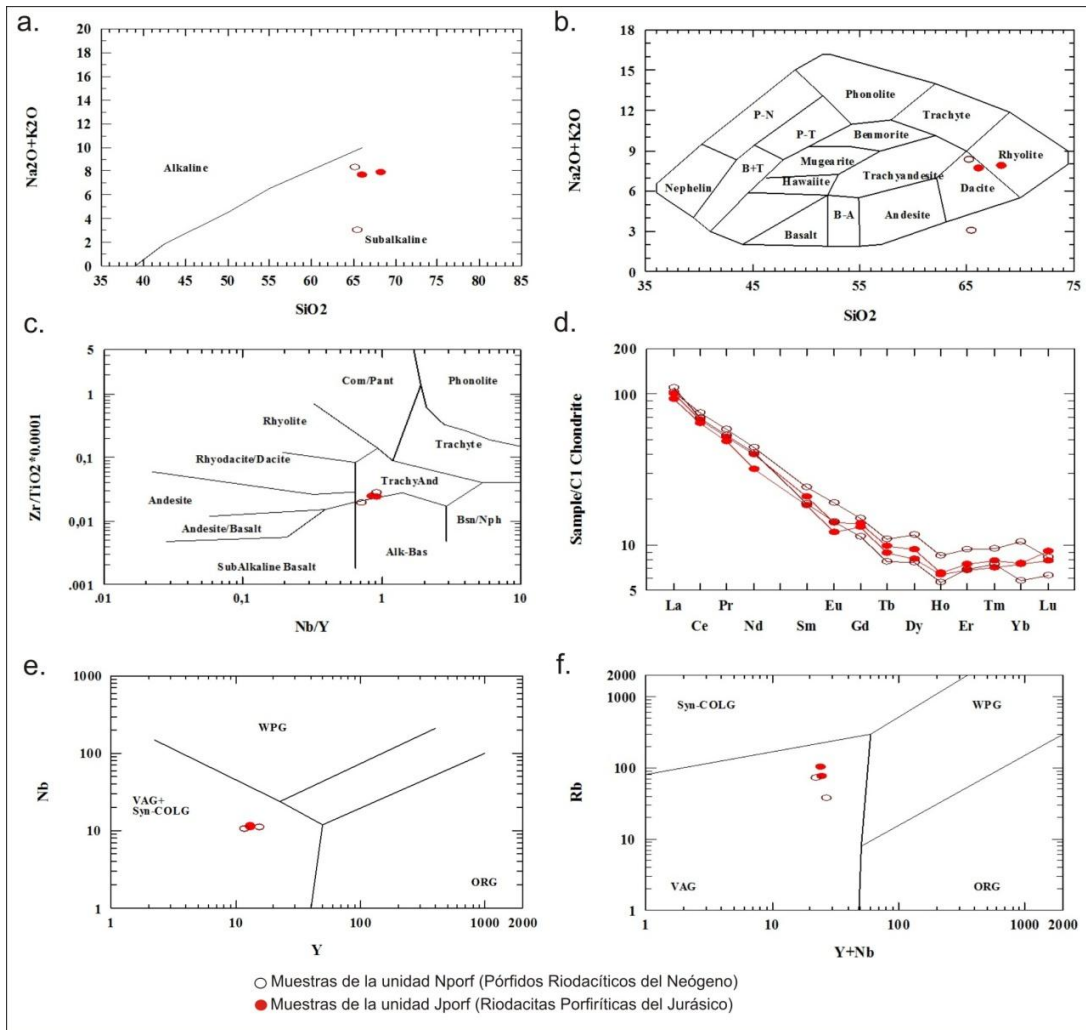 a.
20
18
16
14
12
10
8
6
4
2
0
Na2O+K2O
Alkaline
Subalkaline
35 40 45 50 55 60 65 70 75 80 85
SiO2
b.
18
15
12
9
6
3
0
Na2O+K2O
Phonolite
P-N
Trachyte
P-T
Benmorite
B+T
Mugearite
Rhyolite
Nephelin
Hawaiite
Trachyandesite
Dacite
B-A
Andesite
Basalt
35 45 55 65 75
SiO2
c.
5
1
0,1
0,01
.001
Zr/TiO2*0,0001
Com/Pant
Phonolite
Rhyolite
Trachyte
Rhyodacite/Dacite
TrachyAnd
Andesite
Andesite/Basalt
Bsn/Nph
Alk-Bas
SubAlkaline Basalt
.01 0,1 1 10
Nb/Y
d.
200
100
10
5
Sample/C1 Chondrite
La Pr Eu Tb Ho Tm Lu
Ce Nd Sm Gd Dy Er Yb
e.
1000
100
10
1
Nb
WPG
VAG+
Syn-COLG
ORG
1 10 100 1000 2000
Y
f.
2000
1000
100
10
1
Rb
Syn-COLG
WPG
VAG
ORG
1 10 100 1000 2000
Y+Nb
Muestras de la unidad Nporf (Pórfidos Riodacíticos del Neógeno)
Muestras de la unidad Jporf (Riodacitas Porfiríticas del Jurásico)